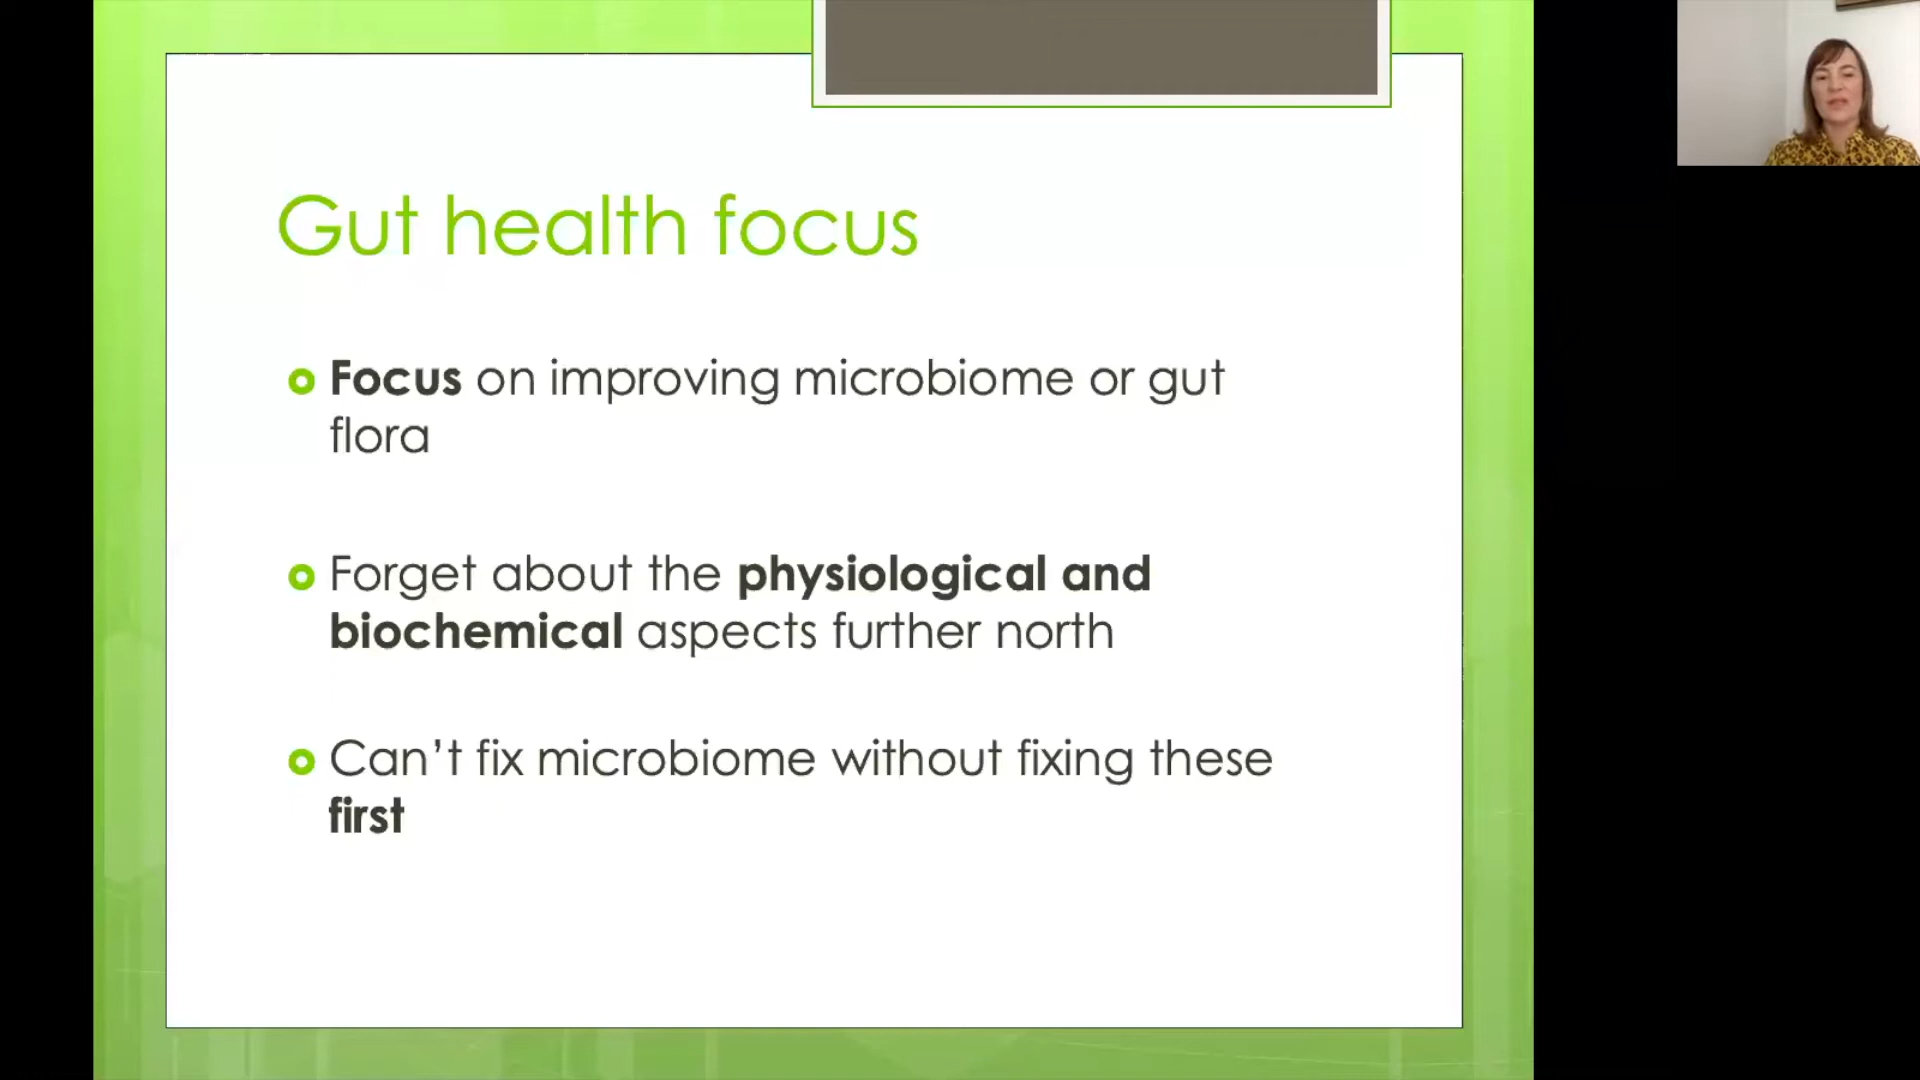 Gut health focus
Focus on improving microbiome or gut
flora
Forget about the physiological and
biochemical aspects further north
Can't fix microbiome without fixing these
first